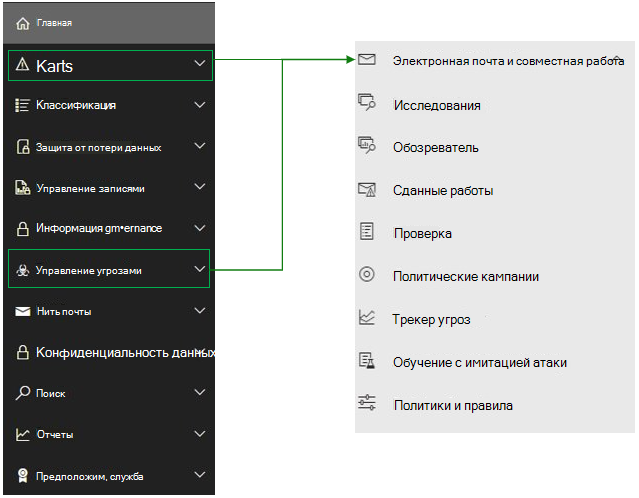 Главная
Karts
Классификация
Защита от потери данных
Управление записями
Информация gm•ernance
Управление угрозами
Нить почты
Конфиденциальность данных
Поиск
Отчеты
Предположим, служба
Электронная почта и совместная работа
Исследования
Обозреватель
Сданные работы
Проверка
Политические кампании
Трекер угроз
Обучение с имитацией атаки
Политики и правила